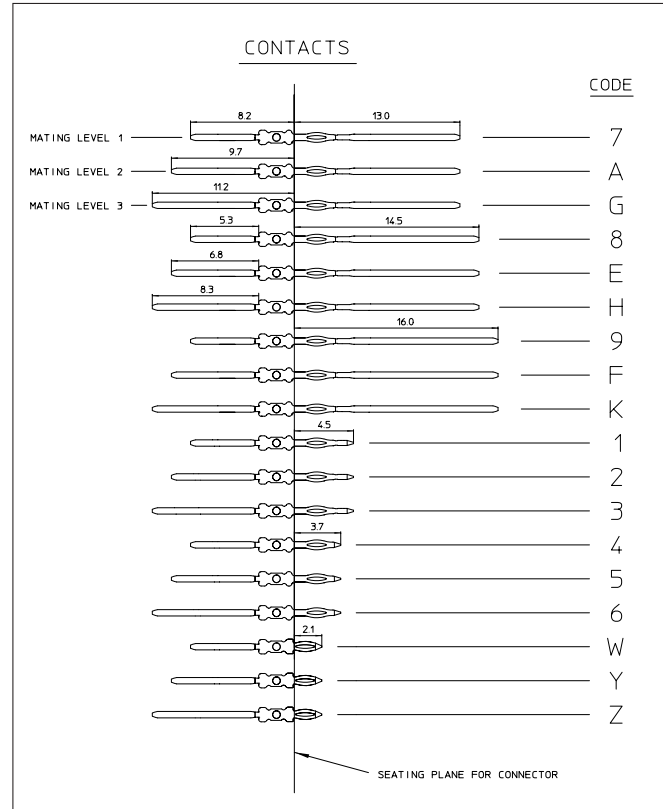 CONTACTS
CODE
8.2 13.0
MATING LEVEL 1 7
9.7
MATING LEVEL 2 A
11.2
MATING LEVEL 3 G
5.3 14.5
8
6.8
E
8.3
H
16.0
9
F
K
4.5
1
2
3
3.7
4
5
6
2.1
W
Y
Z
SEATING PLANE FOR CONNECTOR